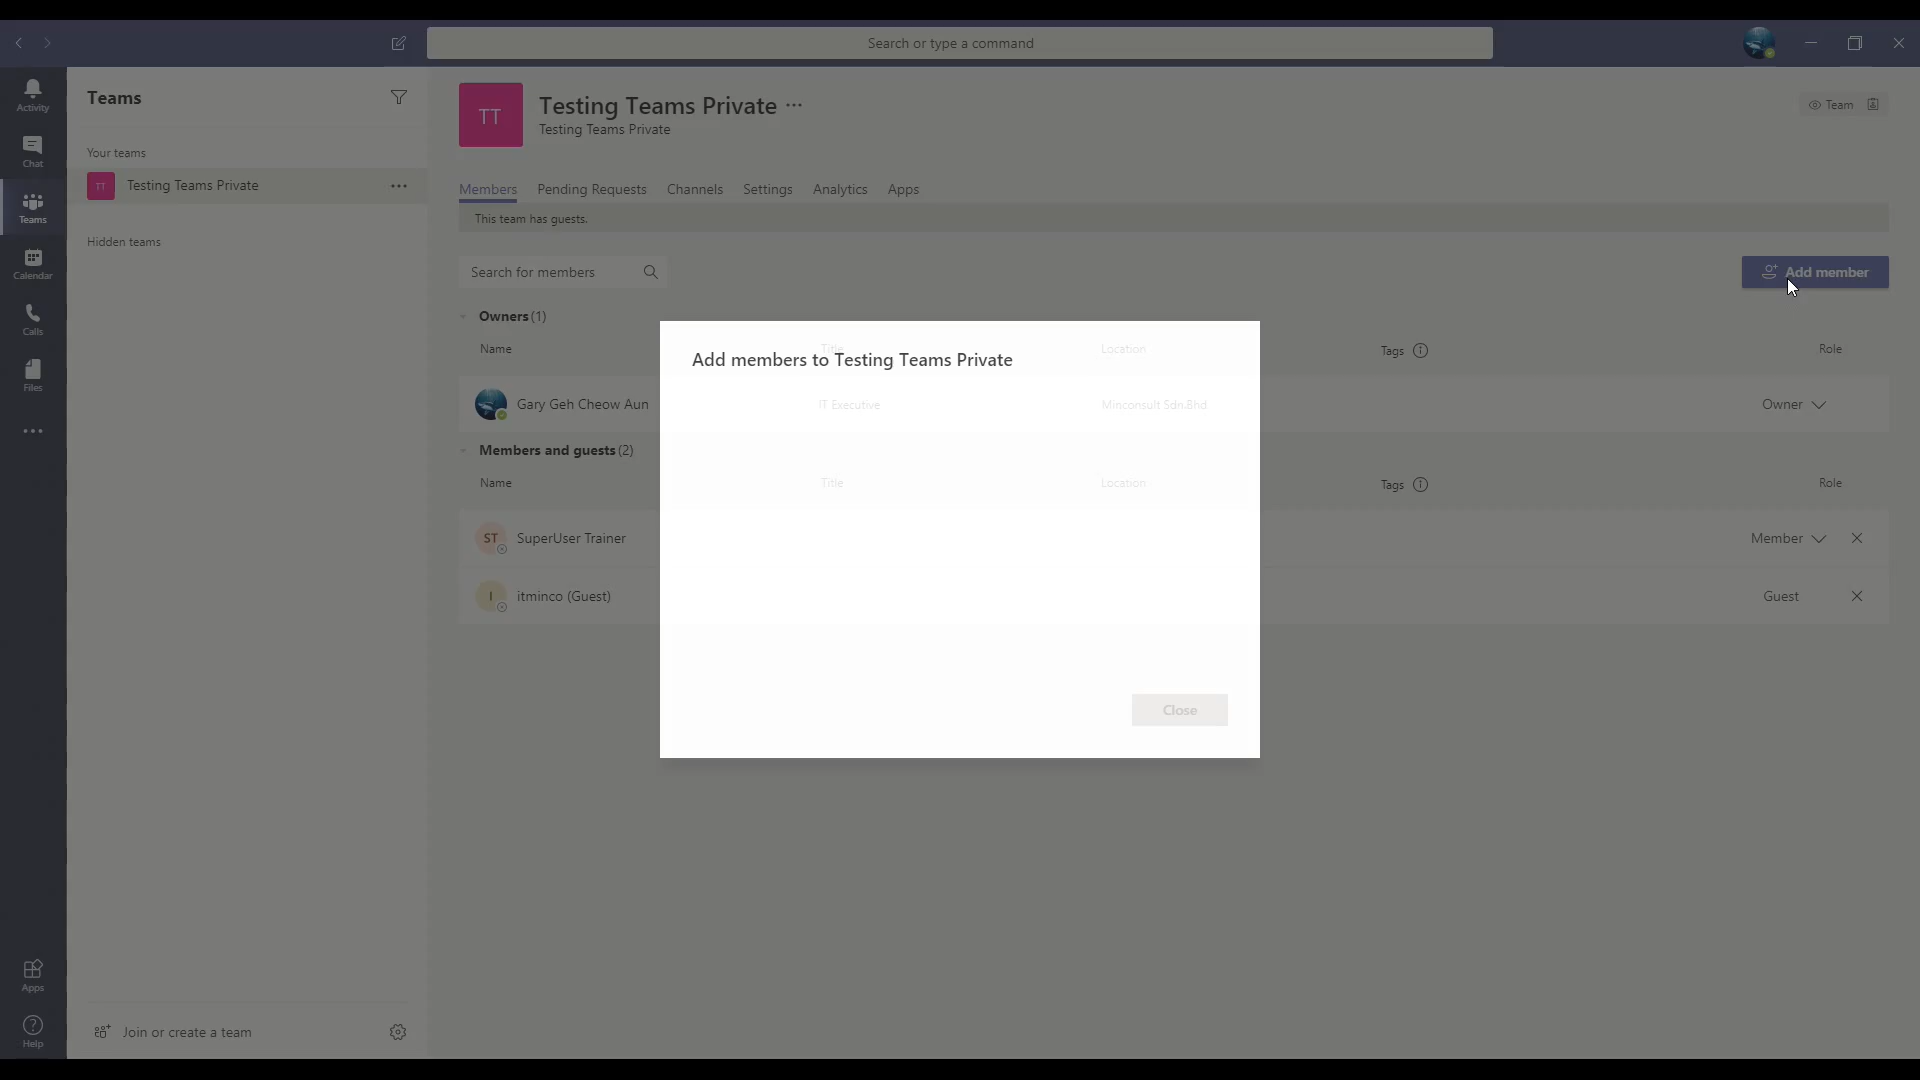 Search or type a command
Activity
Chat
Teams
Calendar
Calls
Files
Apps
Help
Teams
Your teams
TT Testing Teams Private
Hidden teams
Join or create a team
TT
Testing Teams Private
Testing Teams Private
Team
Members Pending Requests Channels Settings Analytics Apps
This team has guests.
Search for members
Add member
Owners (1)
Name Title Location Tags Role
Gary Geh Cheow Aun IT Executive Minconsult Sdn.Bhd Owner
Members and guests (2)
Name Title Location Tags Role
ST SuperUser Trainer Member
I itminco (Guest) Guest
Add members to Testing Teams Private
Close